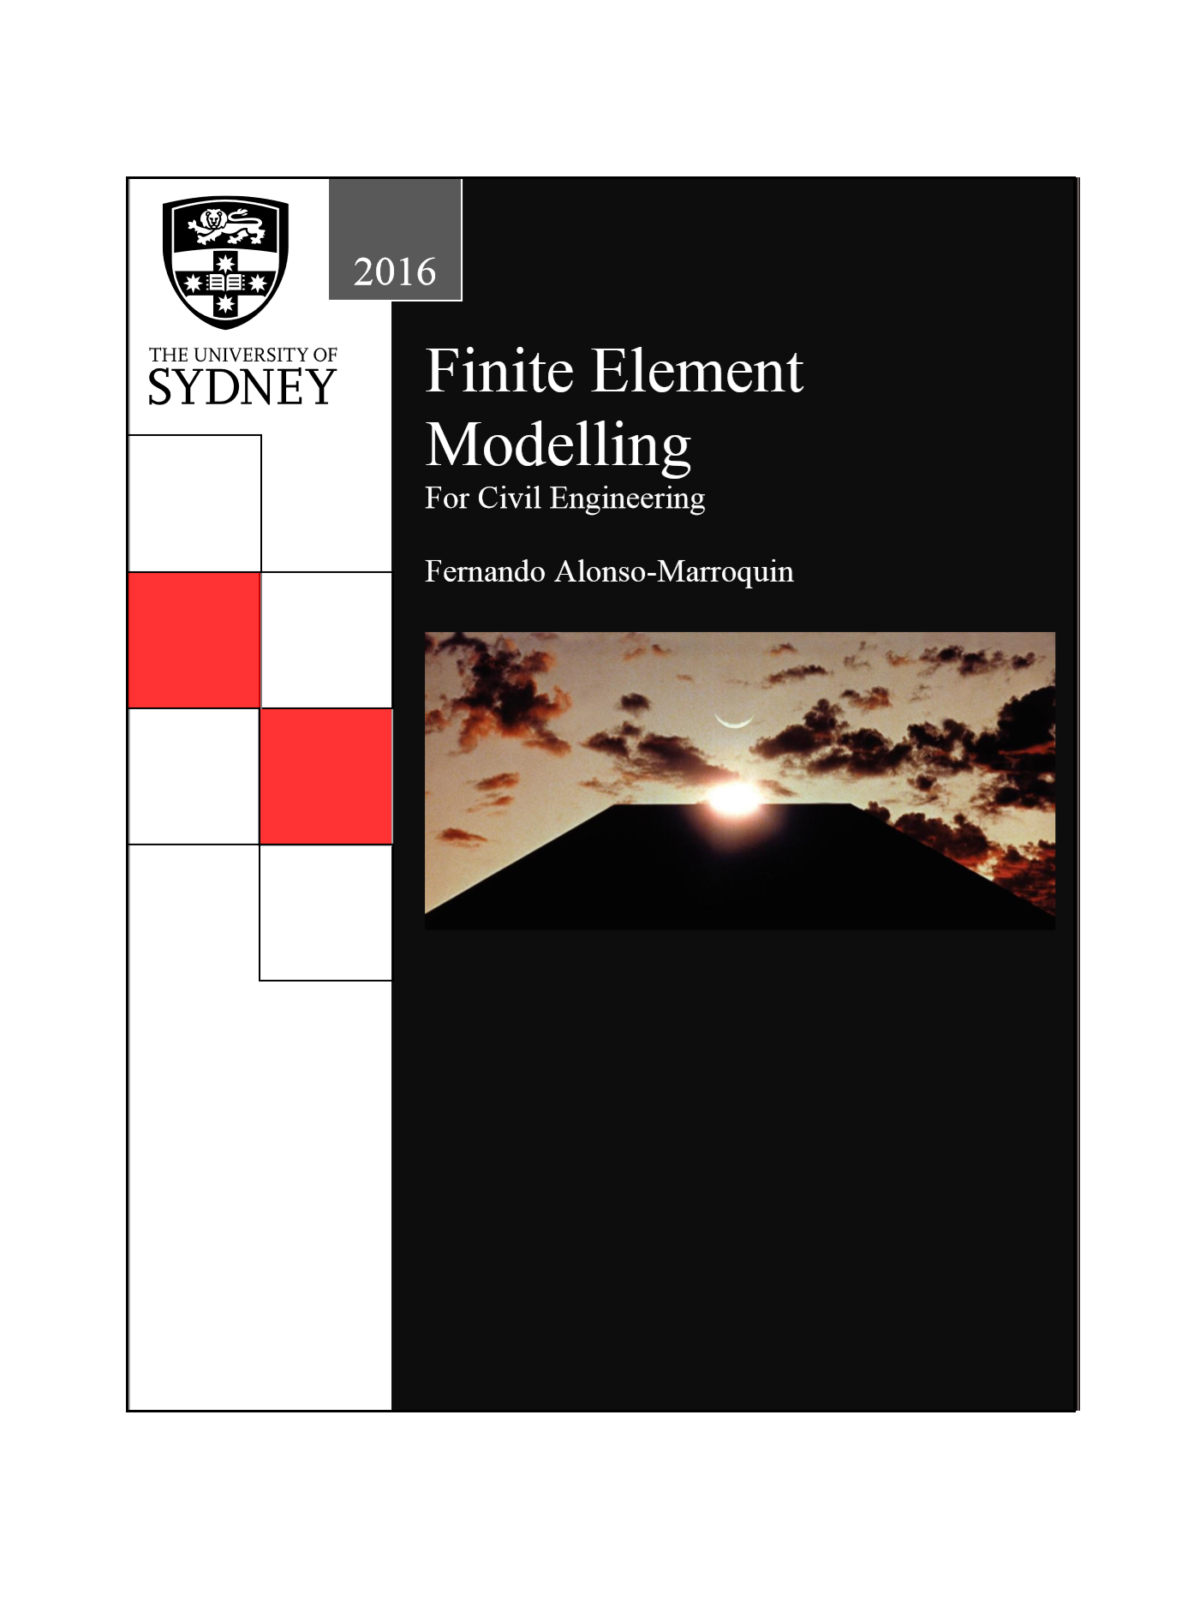 2016
THE UNIVERSITY OF
SYDNEY
Finite Element
Modelling
For Civil Engineering
Fernando Alonso-Marroquin